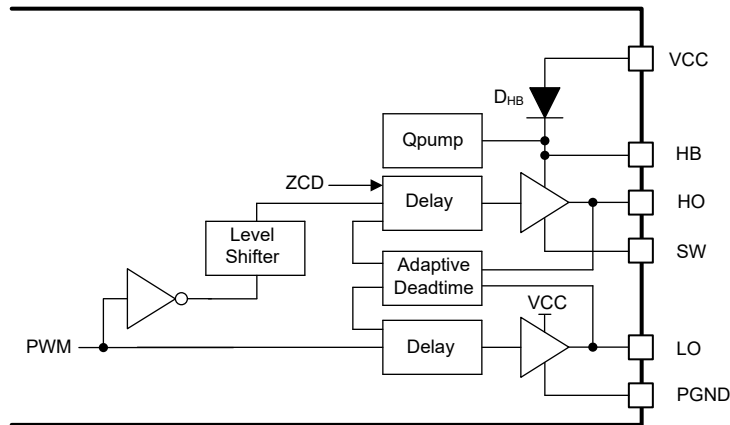 VCC
DHB
Qpump
HB
ZCD
Delay
HO
Level
Shifter
SW
Adaptive
Deadtime
VCC
PWM
Delay
LO
PGND